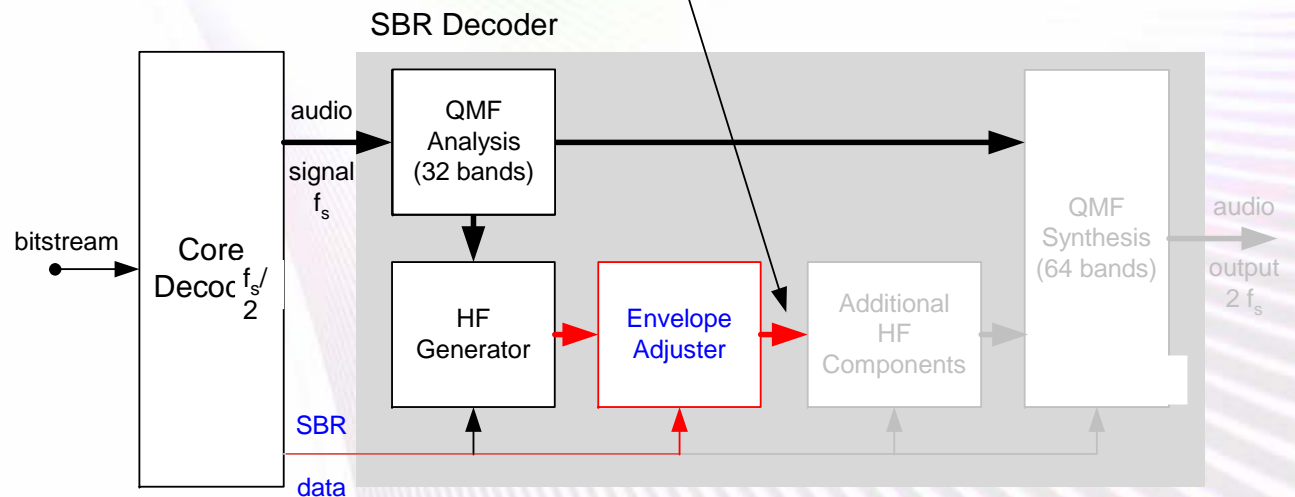 SBR Decoder
bitstream
Core
Decoc
f_s/
2
audio
signal
f_s
QMF
Analysis
(32 bands)
HF
Generator
Envelope
Adjuster
Additional
HF
Components
QMF
Synthesis
(64 bands)
audio
output
2 f_s
SBR
data